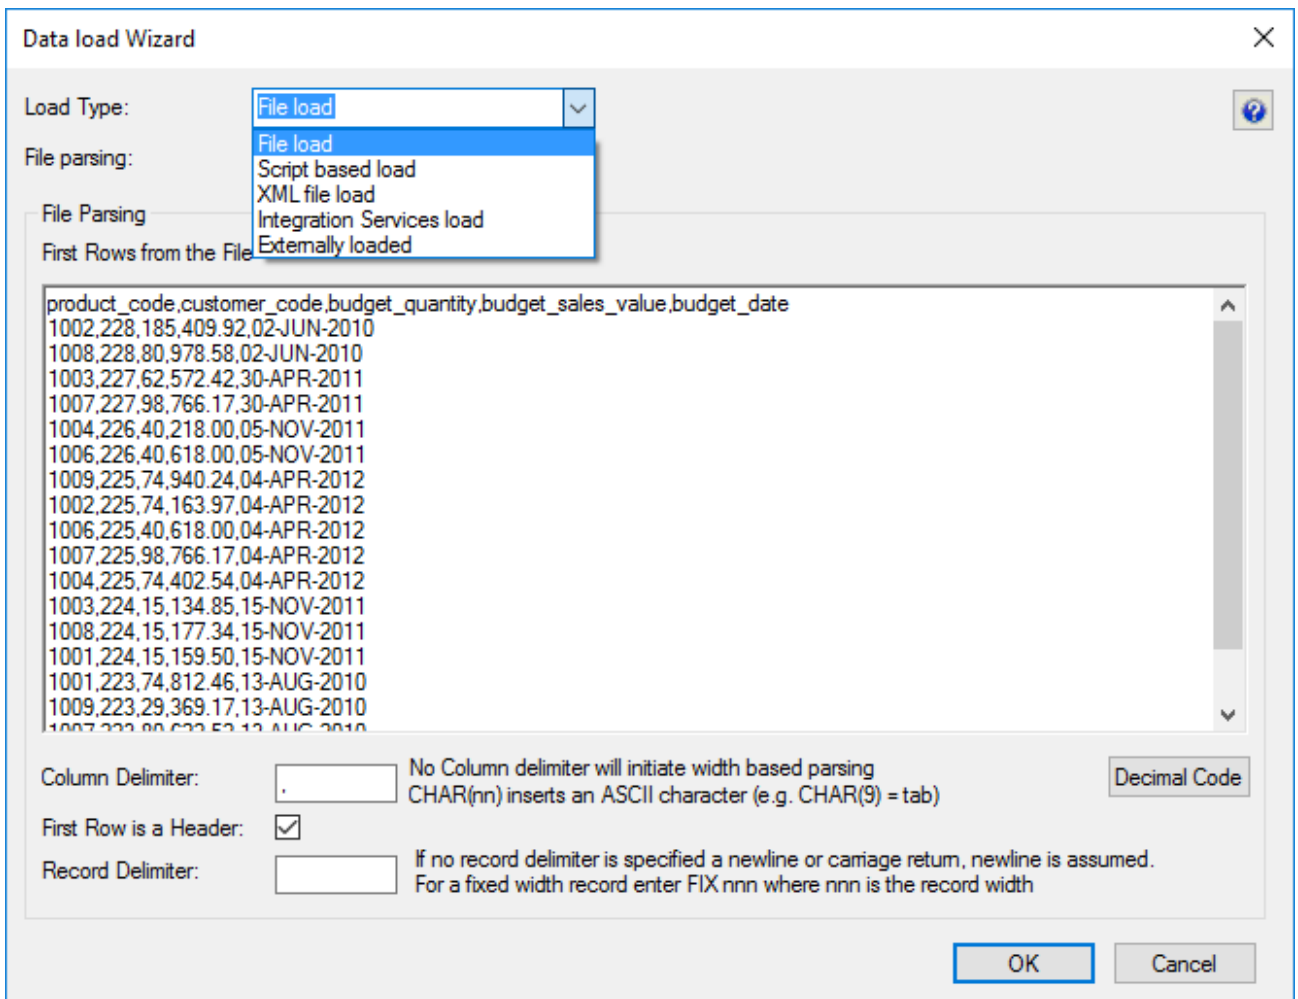 Data load Wizard
Load Type:
File load
File load
Script based load
XML file load
Integration Services load
Externally loaded
File parsing:
File Parsing
First Rows from the File
product_code,customer_code,budget_quantity,budget_sales_value,budget_date
1002,228,185,409.92,02-JUN-2010
1008,228,80,978.58,02-JUN-2010
1003,227,62,572.42,30-APR-2011
1007,227,98,766.17,30-APR-2011
1004,226,40,218.00,05-NOV-2011
1006,226,40,618.00,05-NOV-2011
1009,225,74,940.24,04-APR-2012
1002,225,74,163.97,04-APR-2012
1006,225,40,618.00,04-APR-2012
1007,225,98,766.17,04-APR-2012
1004,225,74,402.54,04-APR-2012
1003,224,15,134.85,15-NOV-2011
1008,224,15,177.34,15-NOV-2011
1001,224,15,159.50,15-NOV-2011
1001,223,74,812.46,13-AUG-2010
1009,223,29,369.17,13-AUG-2010
Column Delimiter:
,
No Column delimiter will initiate width based parsing
CHAR(nn) inserts an ASCII character (e.g. CHAR(9) = tab)
Decimal Code
First Row is a Header:
Record Delimiter:
If no record delimiter is specified a newline or carriage return, newline is assumed.
For a fixed width record enter FIX nnn where nnn is the record width
OK
Cancel